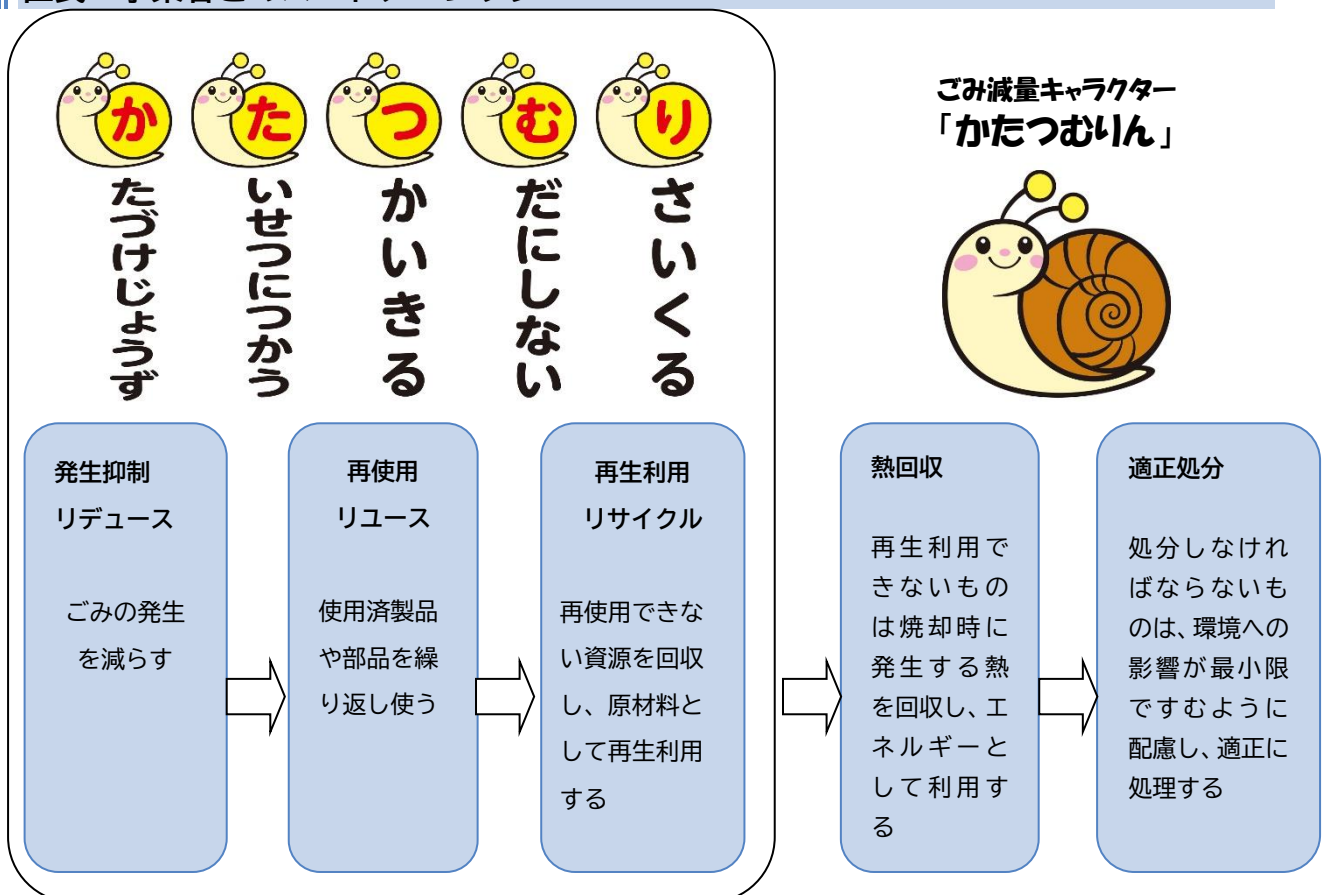 か
たづけじょうず
た
いせつにつかう
つ
かいきる
む
だにしない
り
さいくる
ごみ減量キャラクター
「かたつむりん」
発生抑制
リデュース
ごみの発生
を減らす
再使用
リユース
使用済製品
や部品を繰
り返し使う
再生利用
リサイクル
再使用できな
い資源を回収
し、原材料と
して再生利用
する
熱回収
再生利用で
きないもの
は焼却時に
発生する熱
を回収し、エ
ネルギーと
して利用す
る
適正処分
処分しなけれ
ばならないも
のは、環境への
影響が最小限
ですむように
配慮し、適正に
処理する